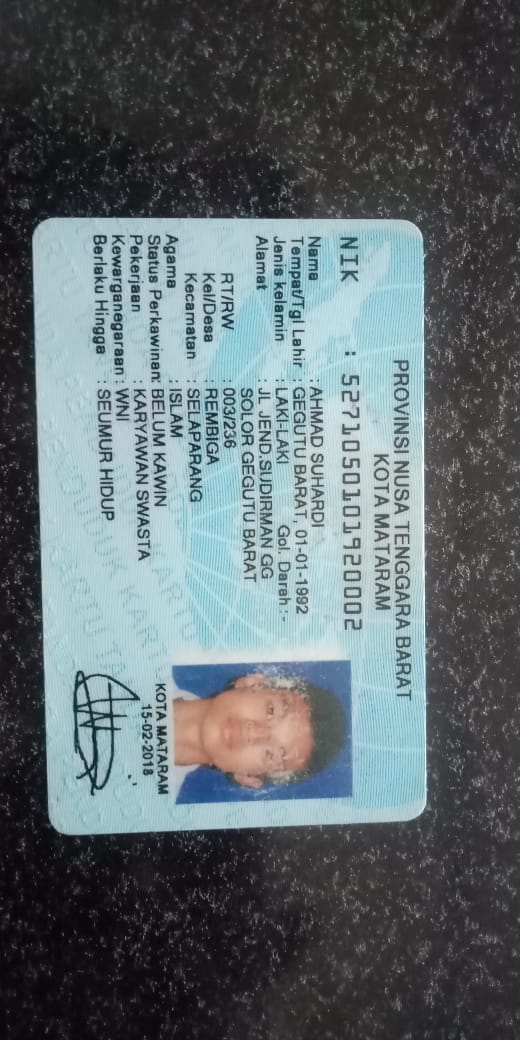 PROVINSI NUSA TENGGARA BARAT
KOTA MATARAM
NIK : 5271050101920002
Nama : AHMAD SUHARDI
Tempat/Tgl Lahir : GEGUTU BARAT, 01-01-1992
Jenis kelamin : LAKI-LAKI Gol. Darah : -
Alamat : JL JEND.SUDIRMAN GG
SOLOR GEGUTU BARAT
RT/RW : 003/236
Kel/Desa : REMBIGA
Kecamatan : SELAPARANG
Agama : ISLAM
Status Perkawinan: BELUM KAWIN
Pekerjaan : KARYAWAN SWASTA
Kewarganegaraan : WNI
Berlaku Hingga : SEUMUR HIDUP
KOTA MATARAM
15-02-2018